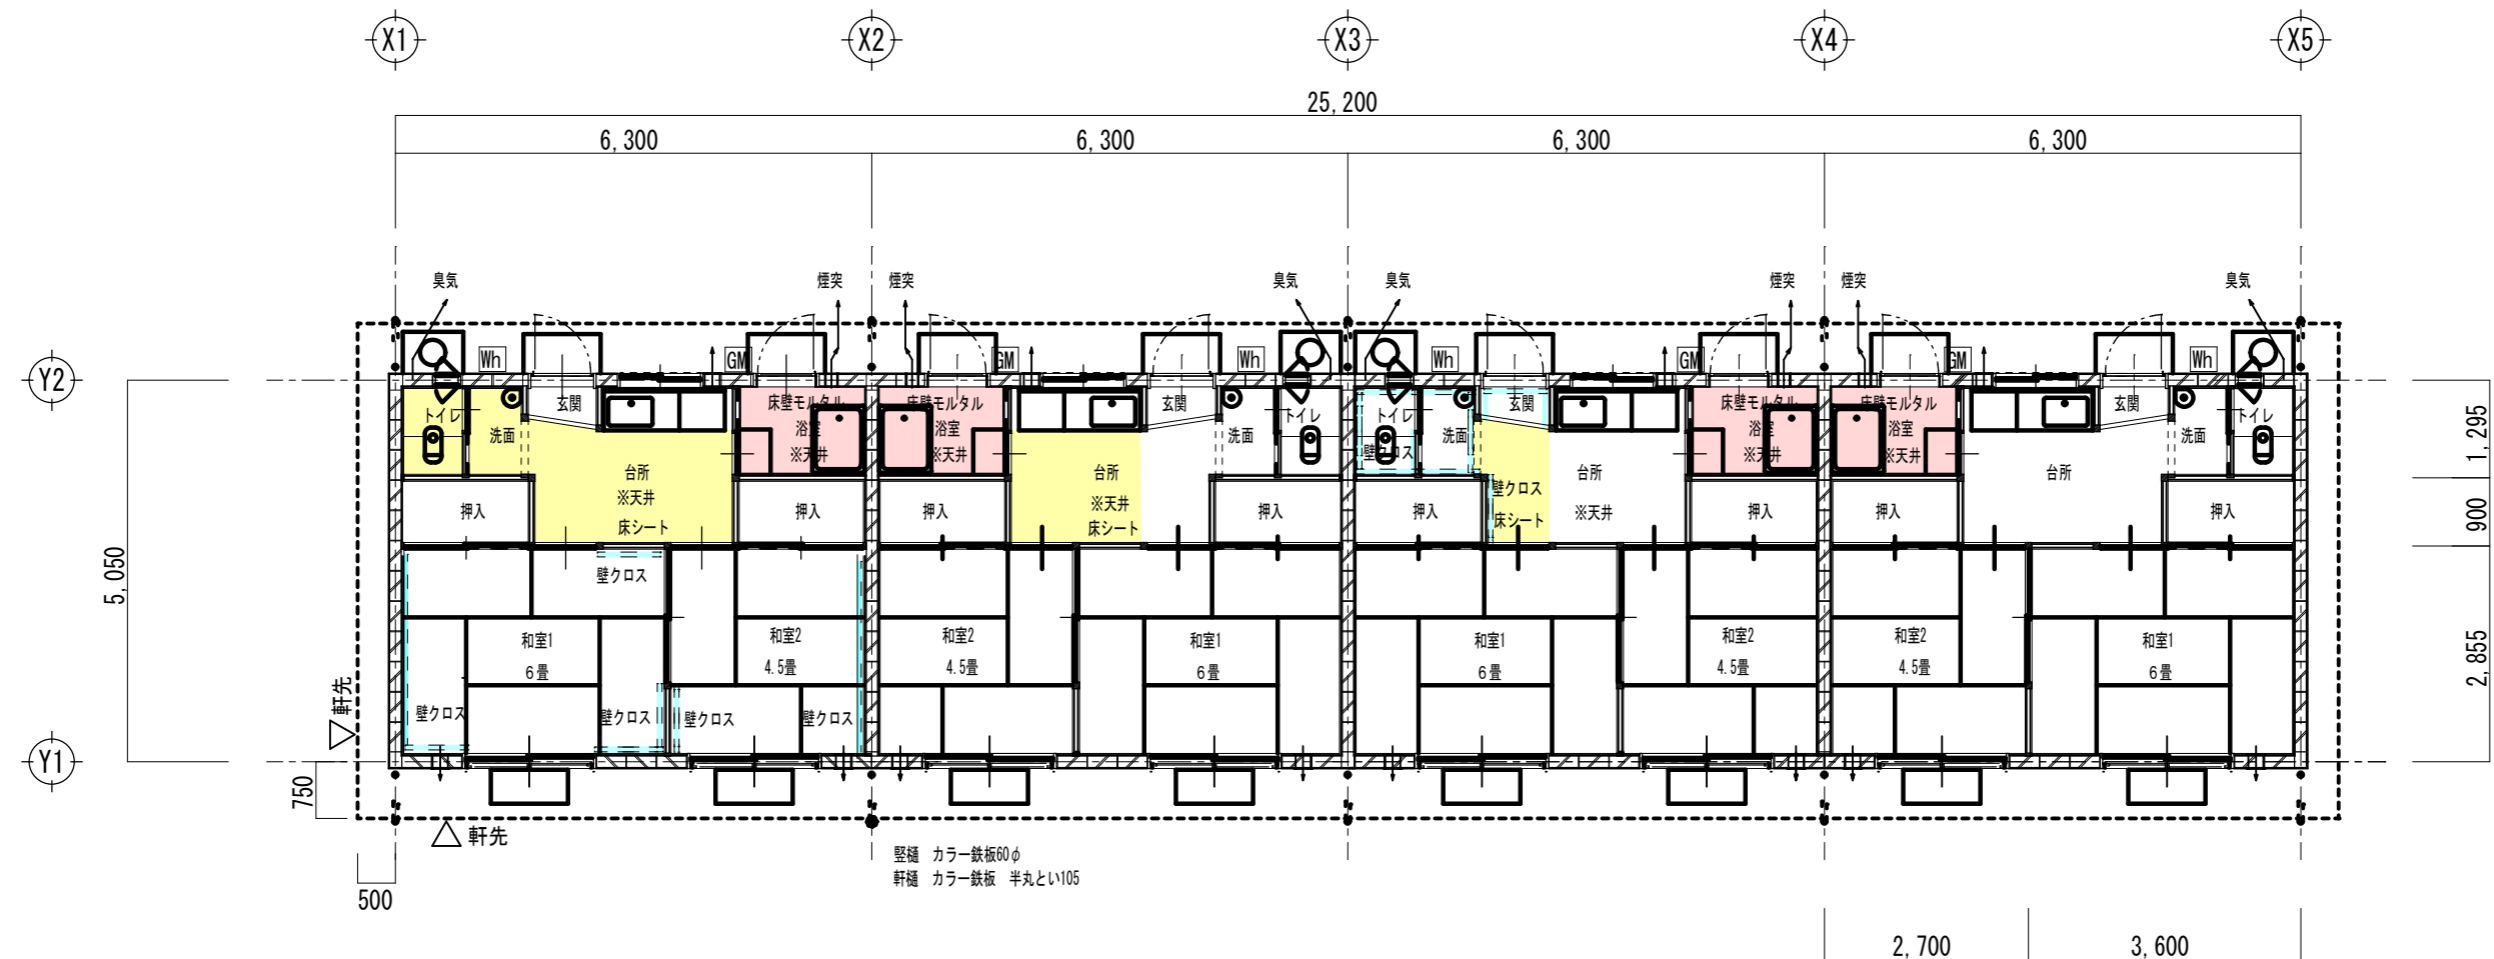 X1 X2 X3 X4 X5
25,200
6,300 6,300 6,300 6,300
臭気 煙突 煙突 臭気 臭気 煙突 煙突 臭気
Y2 Wh GM GM Wh Wh GM GM Wh
トイレ 玄関 床壁モルタル 床壁モルタル 玄関 トイレ トイレ 玄関 床壁モルタル 床壁モルタル 玄関 トイレ
洗面 浴室 浴室 洗面 洗面 浴室 浴室 洗面
※天井 ※天井 壁クロス ※天井 ※天井
台所 台所 台所 台所
※天井 ※天井 壁クロス
押入 押入 押入 押入 押入 ※天井 押入 押入 押入
床シート 床シート 床シート
1,295
900
2,855
5,050
壁クロス
和室1 和室2 和室2 和室1 和室1 和室2 和室2 和室1
6畳 4.5畳 4.5畳 6畳 6畳 4.5畳 4.5畳 6畳
壁クロス 壁クロス 壁クロス 壁クロス
軒先
Y1
750
軒先
500
竪樋 カラー鉄板60φ
軒樋 カラー鉄板 半丸とい105
2,700 3,600